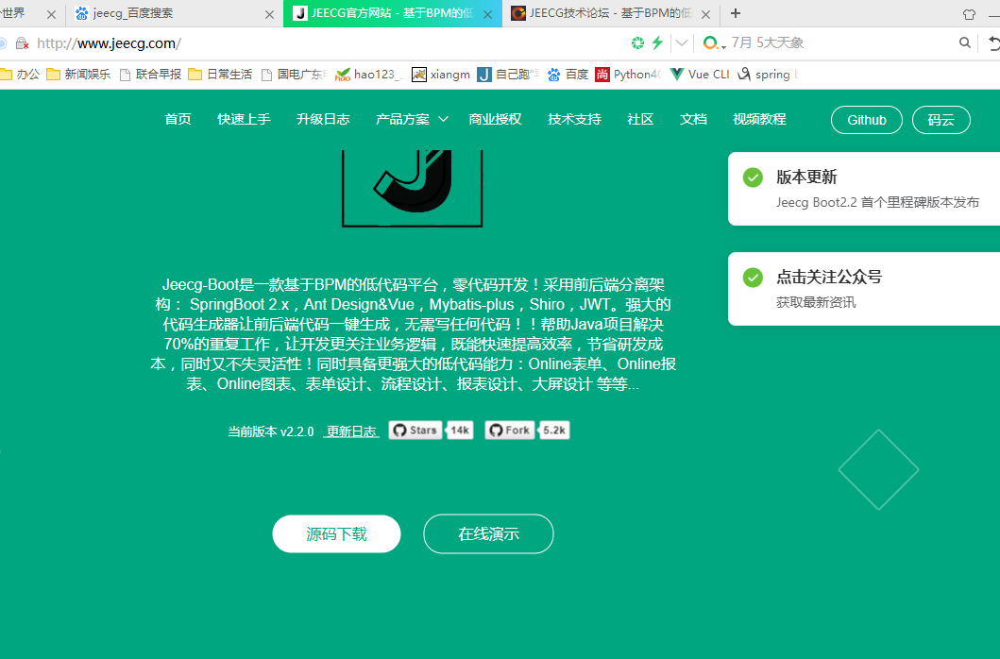 世界
jeecg_百度搜索
JEECG官方网站 - 基于BPM的低
JEECG技术论坛 - 基于BPM的低
http://www.jeecg.com/
7月 5大天象
办公
新闻娱乐
联合早报
日常生活
国电广东
hao123_
xiangm
自己跑
百度
Python4
Vue CLI
spring
首页
快速上手
升级日志
产品方案
商业授权
技术支持
社区
文档
视频教程
Github
码云
J
版本更新
Jeecg Boot2.2 首个里程碑版本发布
点击关注公众号
获取最新资讯
Jeecg-Boot是一款基于BPM的低代码平台，零代码开发！采用前后端分离架
构： SpringBoot 2.x，Ant Design&Vue，Mybatis-plus，Shiro，JWT。强大的
代码生成器让前后端代码一键生成，无需写任何代码！！帮助Java项目解决
70%的重复工作，让开发更关注业务逻辑，既能快速提高效率，节省研发成
本，同时又不失灵活性！同时具备更强大的低代码能力：Online表单、Online报
表、Online图表、表单设计、流程设计、报表设计、大屏设计 等等...
当前版本 v2.2.0 更新日志 Stars 14k Fork 5.2k
源码下载
在线演示